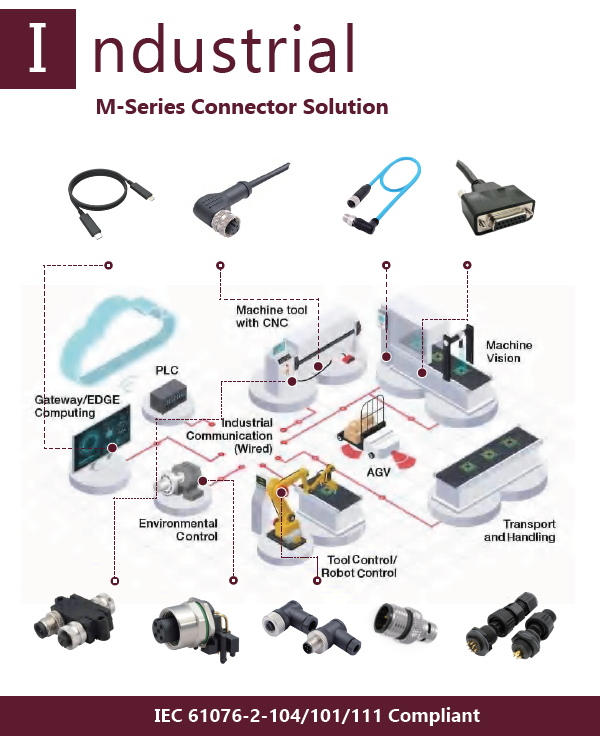 Industrial
M-Series Connector Solution
Machine tool
with CNC
Machine
Vision
PLC
Gateway/EDGE
Computing
Industrial
Communication
(Wired)
AGV
Environmental
Control
Transport
and Handling
Tool Control/
Robot Control
IEC 61076-2-104/101/111 Compliant